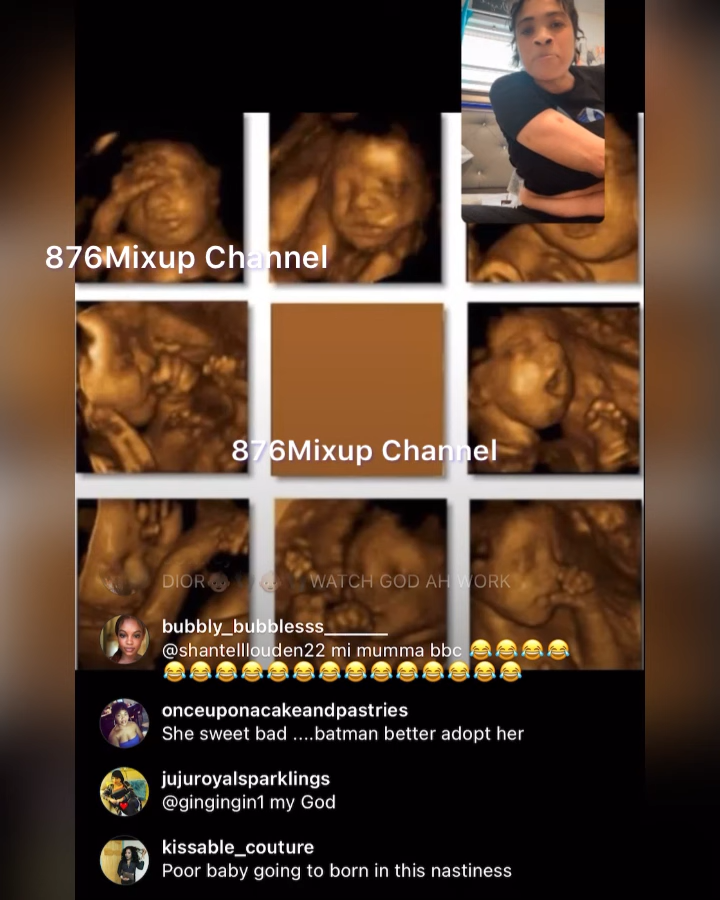 876Mixup Channel
876Mixup Channel
DIOR👶🏿🖤👶🏼🖤WATCH GOD AH WORK
bubbly_bubblesss______
@shantelllouden22 mi mumma bbc 😂😂😂😂
😂😂😂😂😂😂😂😂😂😂😂😂😂😂
onceuponacakeandpastries
She sweet bad ....batman better adopt her
jujuroyalsparklings
@gingingin1 my God
kissable_couture
Poor baby going to born in this nastiness